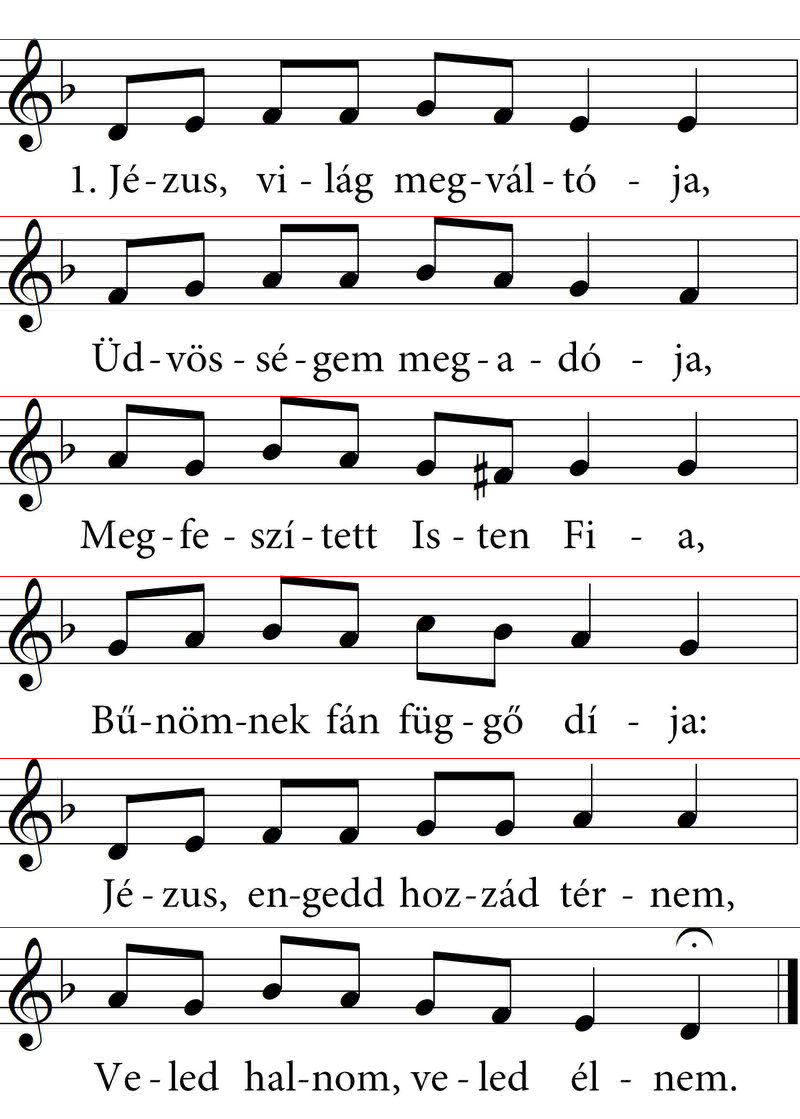 1. Jé-zus, vi - lág meg-vál - tó - ja,
Üd - vös - sé - gem meg - a - dó - ja,
Meg - fe - szí - tett Is - ten Fi - a,
Bű-nöm-nek fán füg - gő dí - ja:
Jé - zus, en-gedd hoz-zád tér - nem,
Ve - led hal-nom, ve - led él - nem.